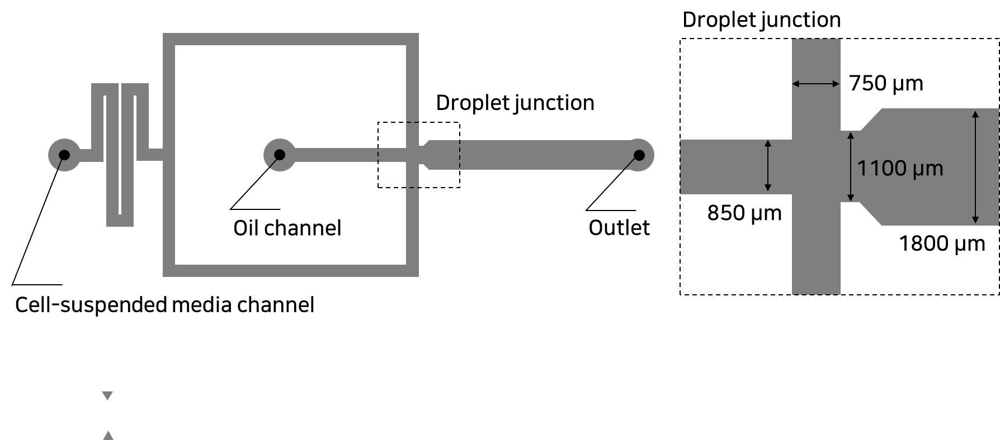 Droplet junction
Droplet junction
750 μm
1100 μm
850 μm
1800 μm
Oil channel
Outlet
Cell-suspended media channel